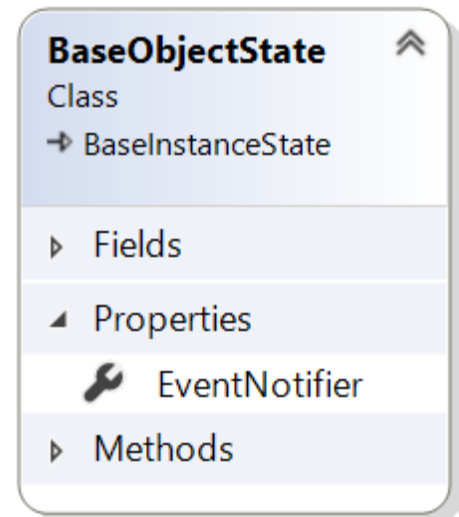 BaseObjectState
Class
BaseInstanceState
Fields
Properties
EventNotifier
Methods